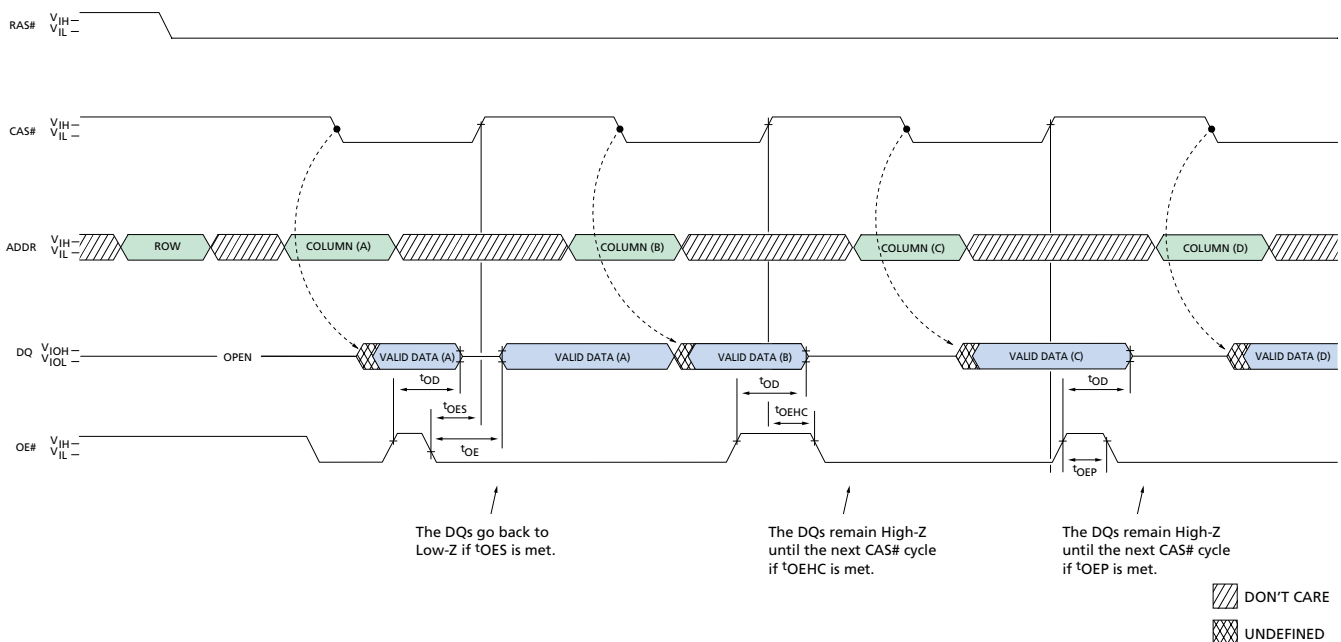 RAS# VIH VIL
CAS# VIH VIL
ADDR VIH VIL ROW COLUMN (A) COLUMN (B) COLUMN (C) COLUMN (D)
DQ VIOH VIOL OPEN VALID DATA (A) VALID DATA (A) VALID DATA (B) VALID DATA (C) VALID DATA (D)
tOD tOD tOD
tOES tOEHC
OE# VIH VIL tOE tOEP
The DQs go back to
Low-Z if tOES is met.
The DQs remain High-Z
until the next CAS# cycle
if tOEHC is met.
The DQs remain High-Z
until the next CAS# cycle
if tOEP is met.
DON'T CARE
UNDEFINED